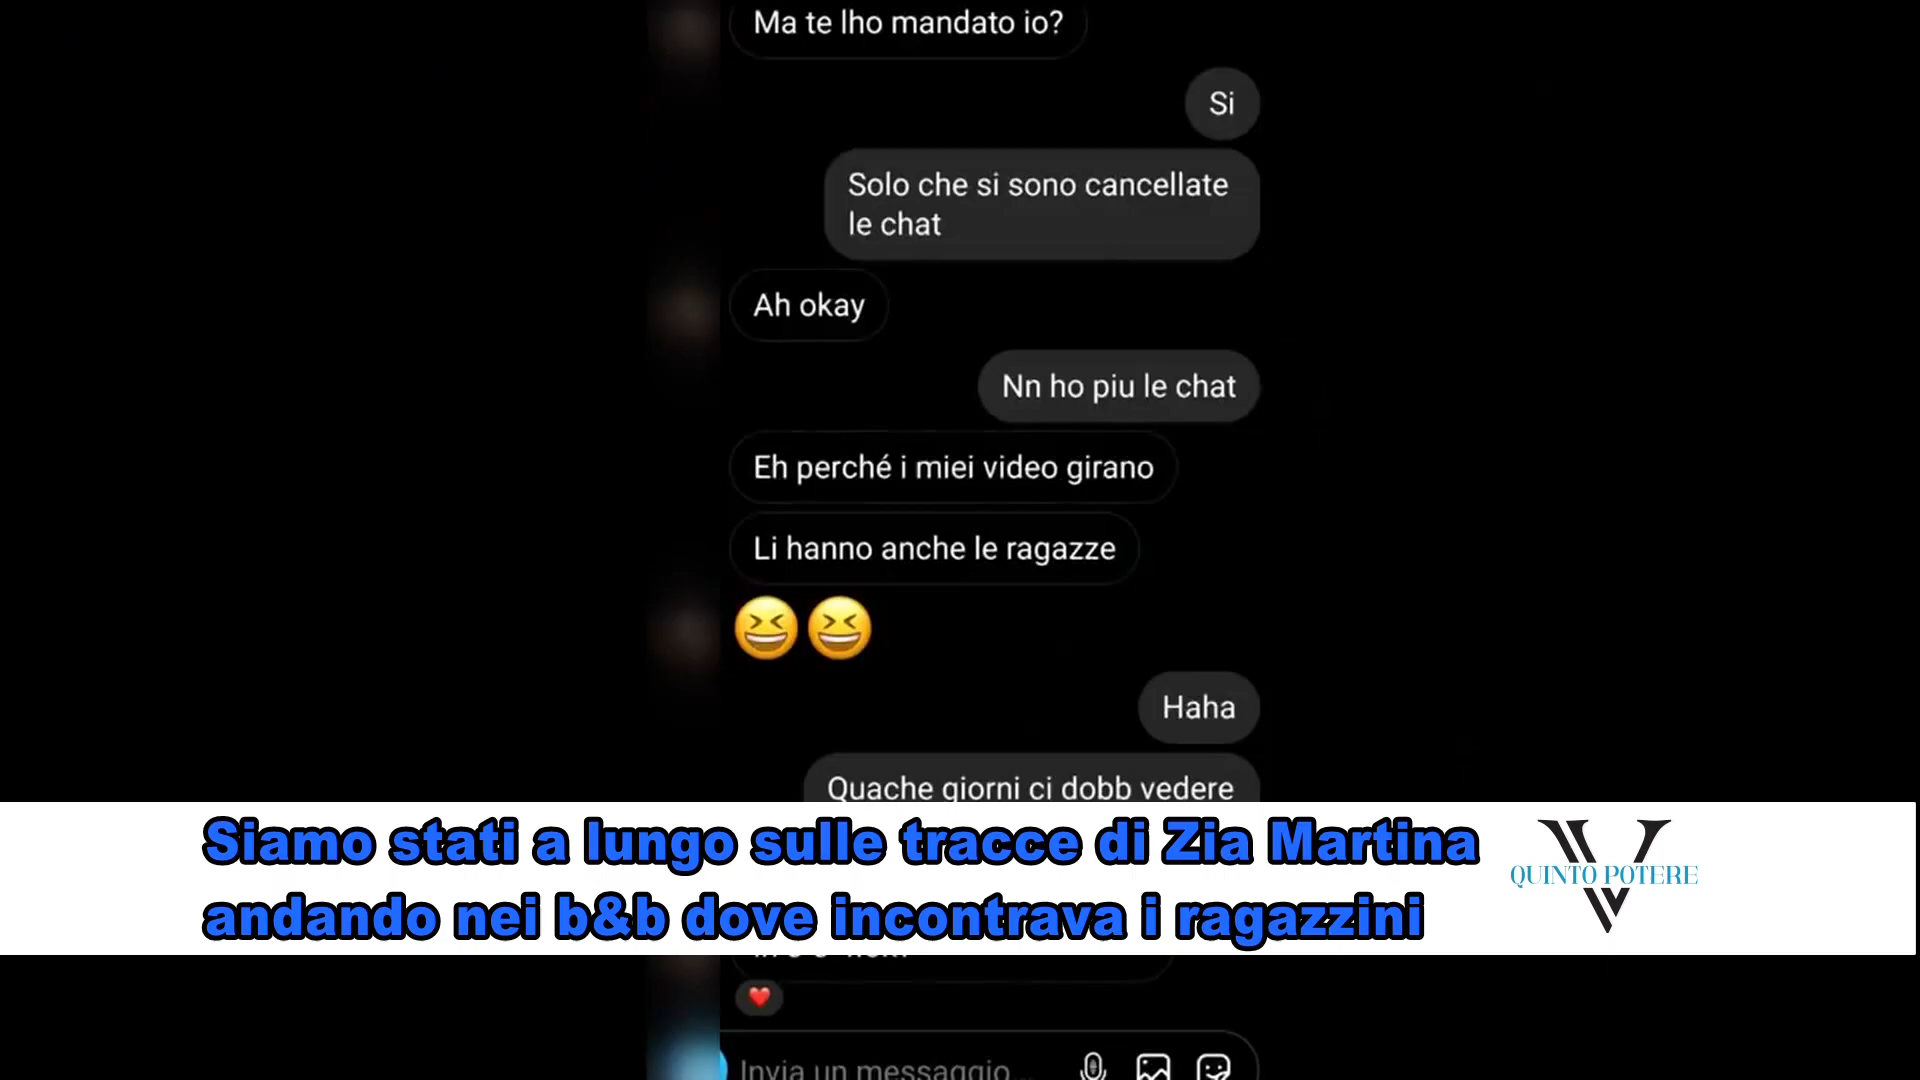 Ma te lho mandato io?
Si
Solo che si sono cancellate
le chat
Ah okay
Nn ho piu le chat
Eh perché i miei video girano
Li hanno anche le ragazze
Haha
Quache giorni ci dobb vedere
Siamo stati a lungo sulle tracce di Zia Martina
andando nei b&b dove incontrava i ragazzini
QUINTO POTERE
Invia un messaggio...